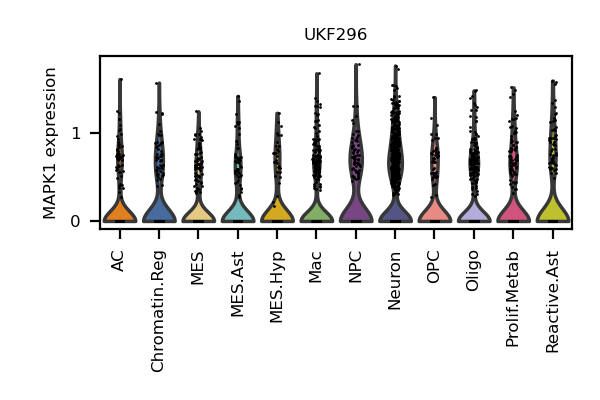 UKF296
MAPK1 expression
1
0
AC
Chromatin.Reg
MES
MES.Ast
MES.Hyp
Mac
NPC
Neuron
OPC
Oligo
Prolif.Metab
Reactive.Ast